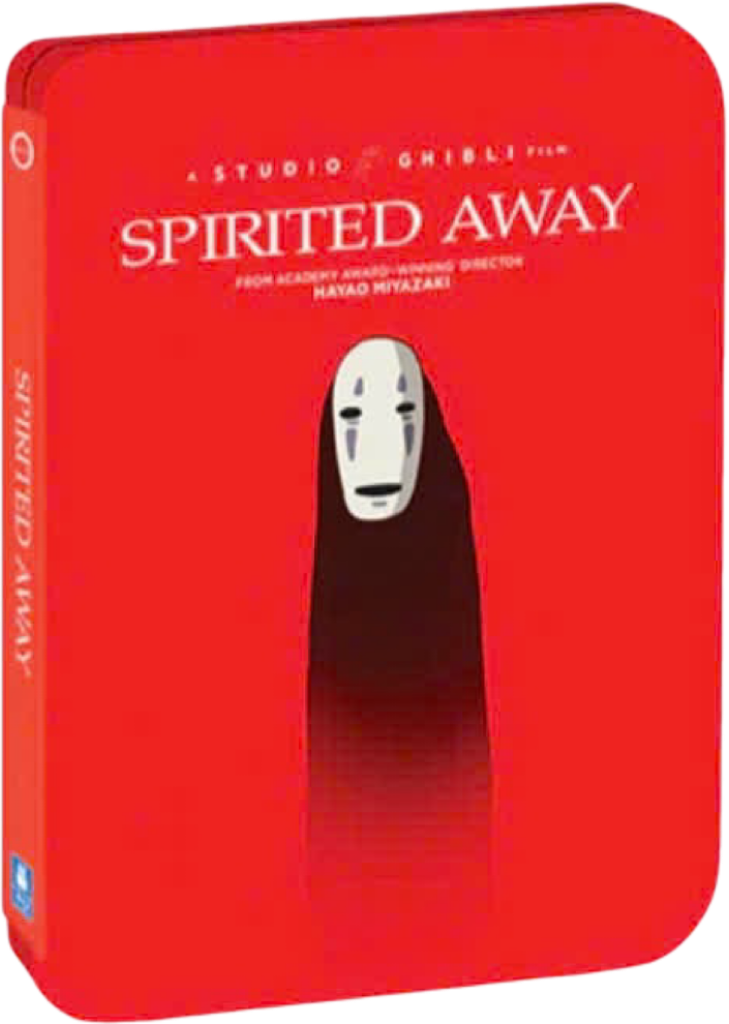 A STUDIO GHIBLI FILM
SPIRITED AWAY
FROM ACADEMY AWARD-WINNING DIRECTOR
HAYAO MIYAZAKI
SPIRITED AWAY